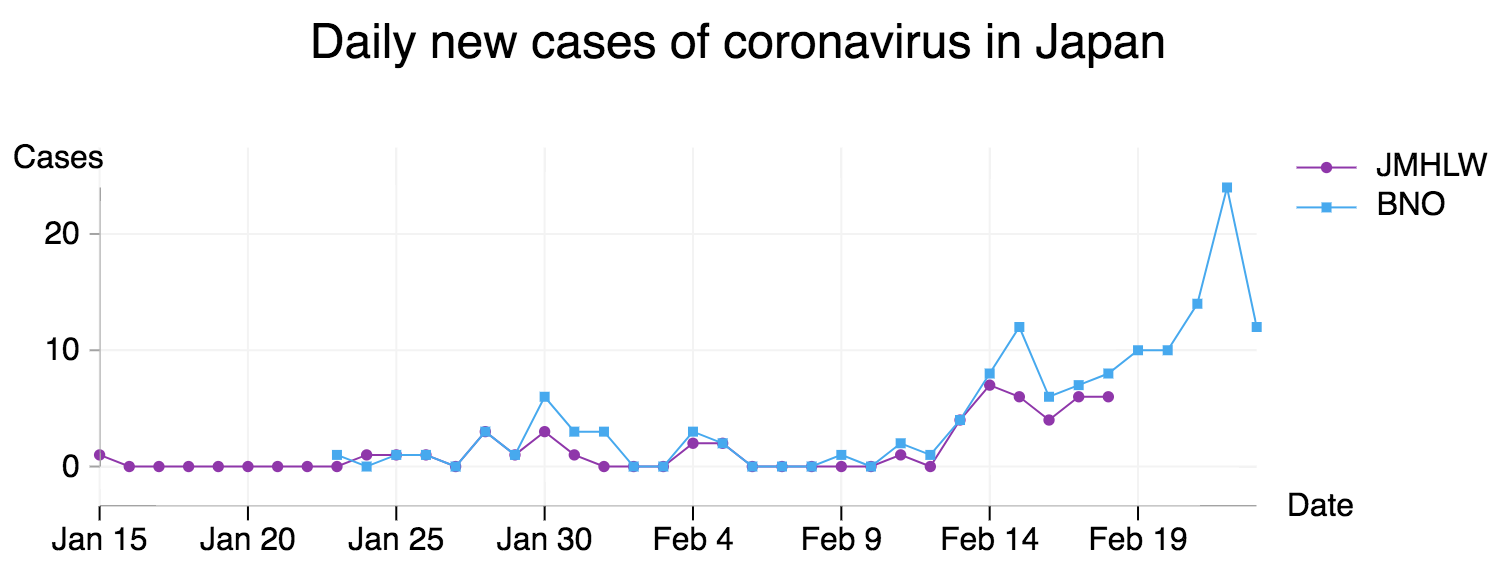 Daily new cases of coronavirus in Japan
Cases
JMHLW
BNO
20
10
0
Date
Jan 15 Jan 20 Jan 25 Jan 30 Feb 4 Feb 9 Feb 14 Feb 19